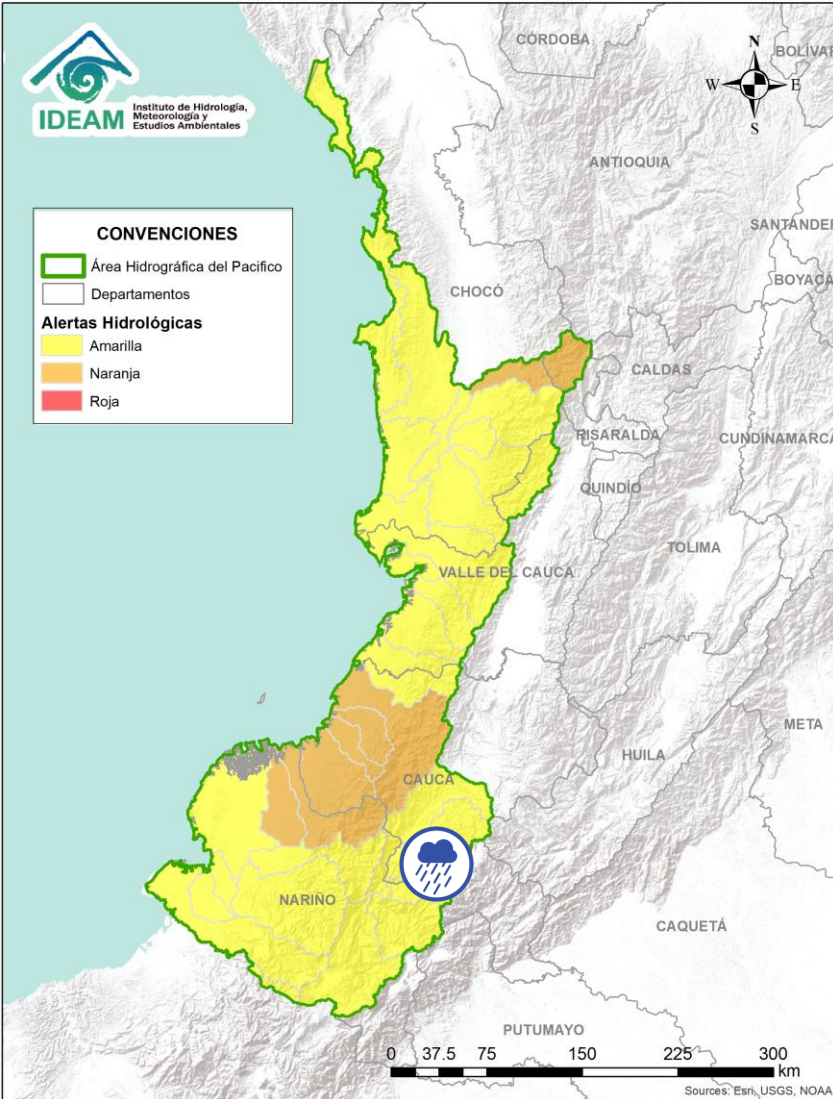 CÓRDOBA
BOLÍVAR
N
W
E
S
IDEAM
Instituto de Hidrología,
Meteorología y
Estudios Ambientales
ANTIOQUIA
SANTANDER
BOYACÁ
CONVENCIONES
Área Hidrográfica del Pacifico
Departamentos
Alertas Hidrológicas
Amarilla
Naranja
Roja
CHOCÓ
CALDAS
RISARALDA
CUNDINAMARCA
QUINDÍO
TOLIMA
VALLE DEL CAUCA
META
HUILA
CAUCA
NARIÑO
CAQUETÁ
PUTUMAYO
0 37.5 75 150 225 300
km
Sources: Esri, USGS, NOAA